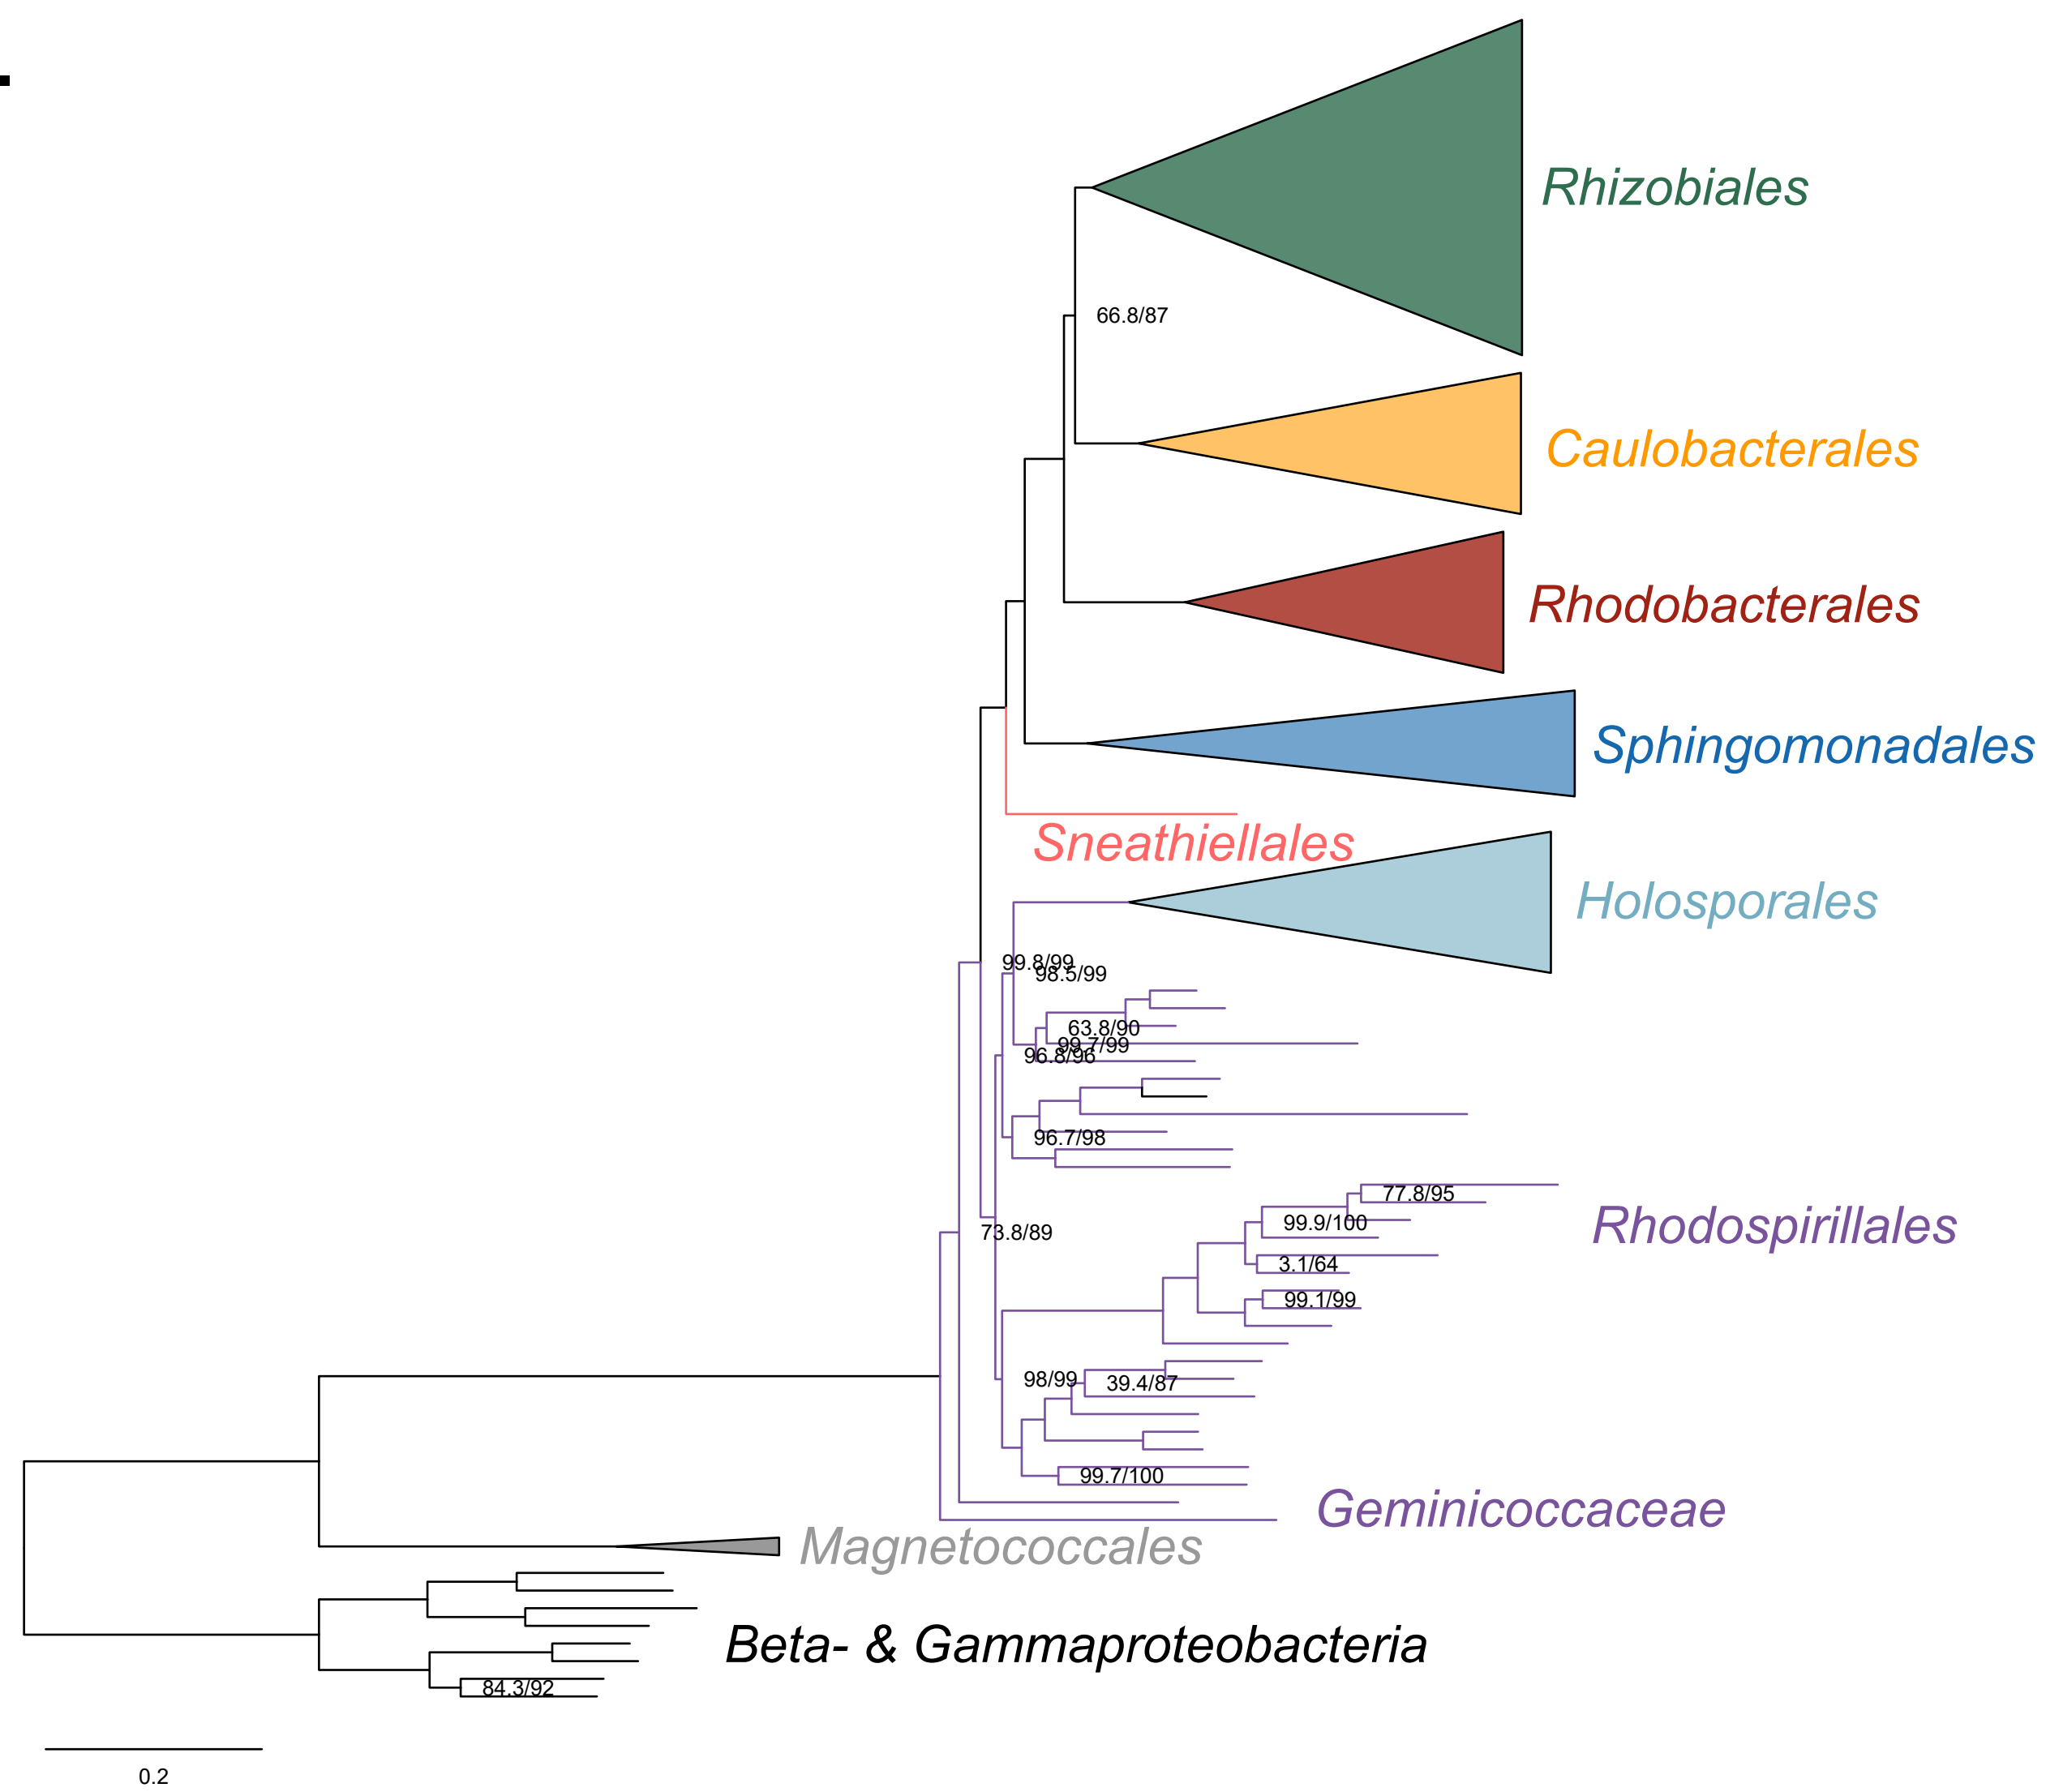 Rhizobiales
66.8/87
Caulobacterales
Rhodobacterales
Sphingomonadales
Sneathiellales
Holosporales
99.8/99
98.5/99
63.8/90
99.7/99
96.8/96
96.7/98
77.8/95
Rhodospirillales
99.9/100
73.8/89
3.1/64
99.1/99
98/99
39.4/87
99.7/100
Geminicoccaceae
Magnetococcales
Beta- & Gammaproteobacteria
84.3/92
0.2